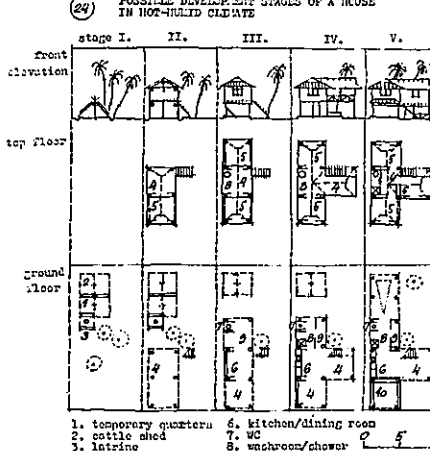 24
POSSIBLE DEVELOPMENT STAGES OF A HOUSE
IN HOT-HUMID CLIMATE
stage I. II. III. IV. V.
front
elevation
top floor
ground
floor
1. temporary quarters
2. cattle shed
3. latrine
6. kitchen/dining room
7. WC
8. washroom/shower
0 5